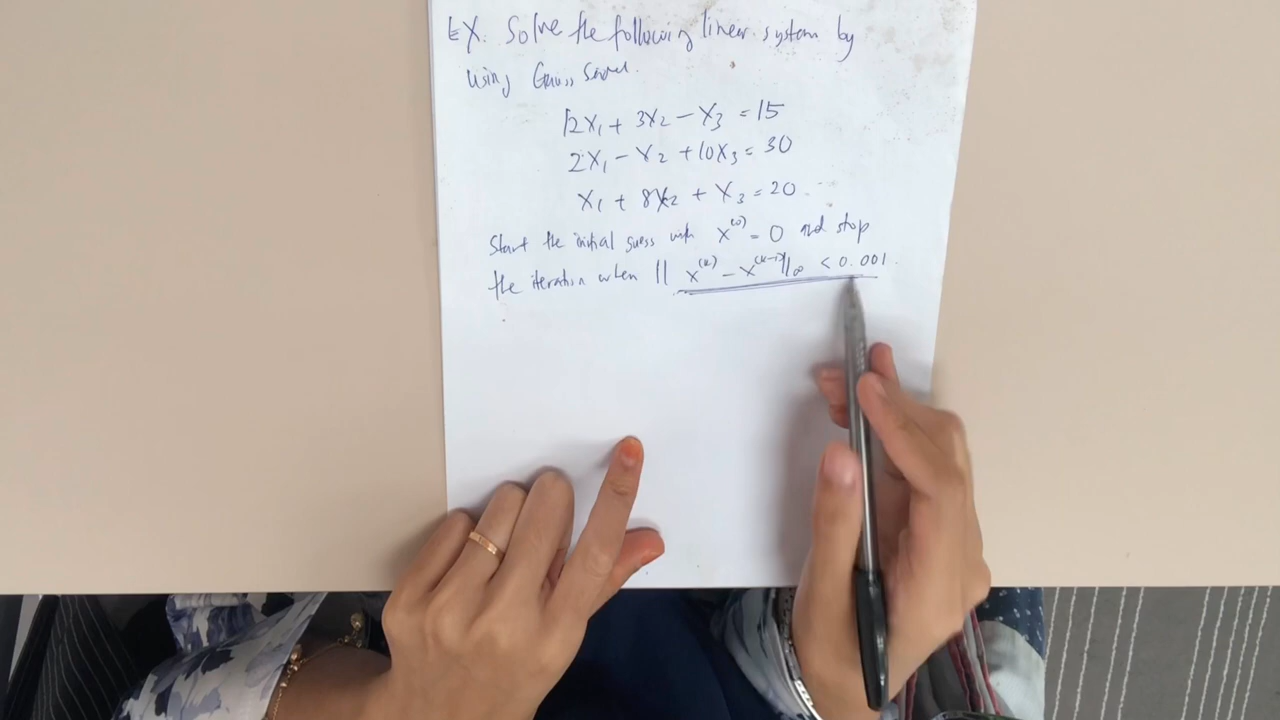 EX. Solve the following linear system by
using Gauss Seidel.
12x₁ + 3x₂ - x₃ = 15
2x₁ - x₂ + 10x₃ = 30
x₁ + 8x₂ + x₃ = 20
Start the initial guess with x⁽⁰⁾ = 0 and stop
the iteration when || x⁽ᵏ⁾ - x⁽ᵏ⁻¹⁾||∞ < 0.001.